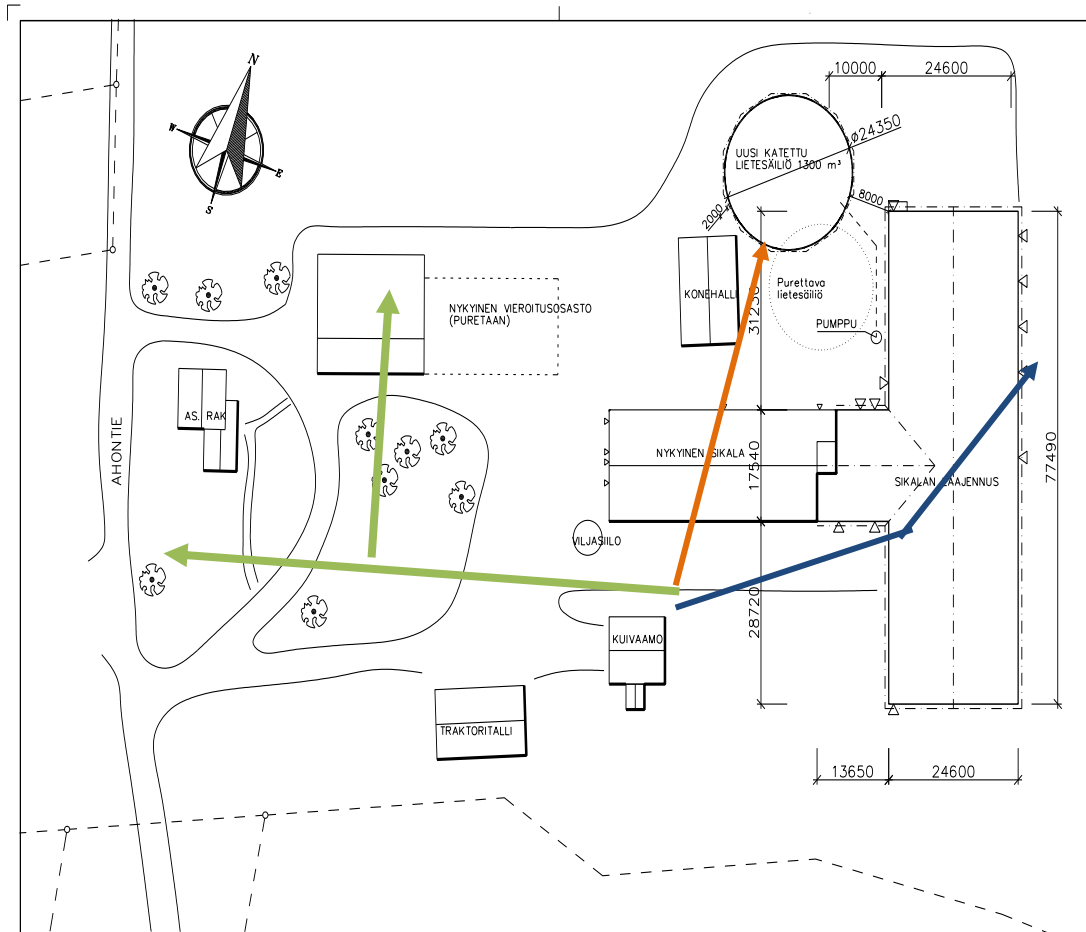 N
W
E
S
10000
24600
Ø24350
UUSI KATETTU
LIETESÄILIÖ 1300 m³
8000
2000
KONEHALLI
31250
Purettava
lietesäiliö
PUMPPU
NYKYINEN VIEROITUSOSASTO
(PURETAAN)
AS. RAK
AHONTIE
NYKYINEN SIKALA
17540
SIKALAN LAAJENNUS
77490
VILJASIILO
28720
KUIVAAMO
TRAKTORITALLI
13650
24600